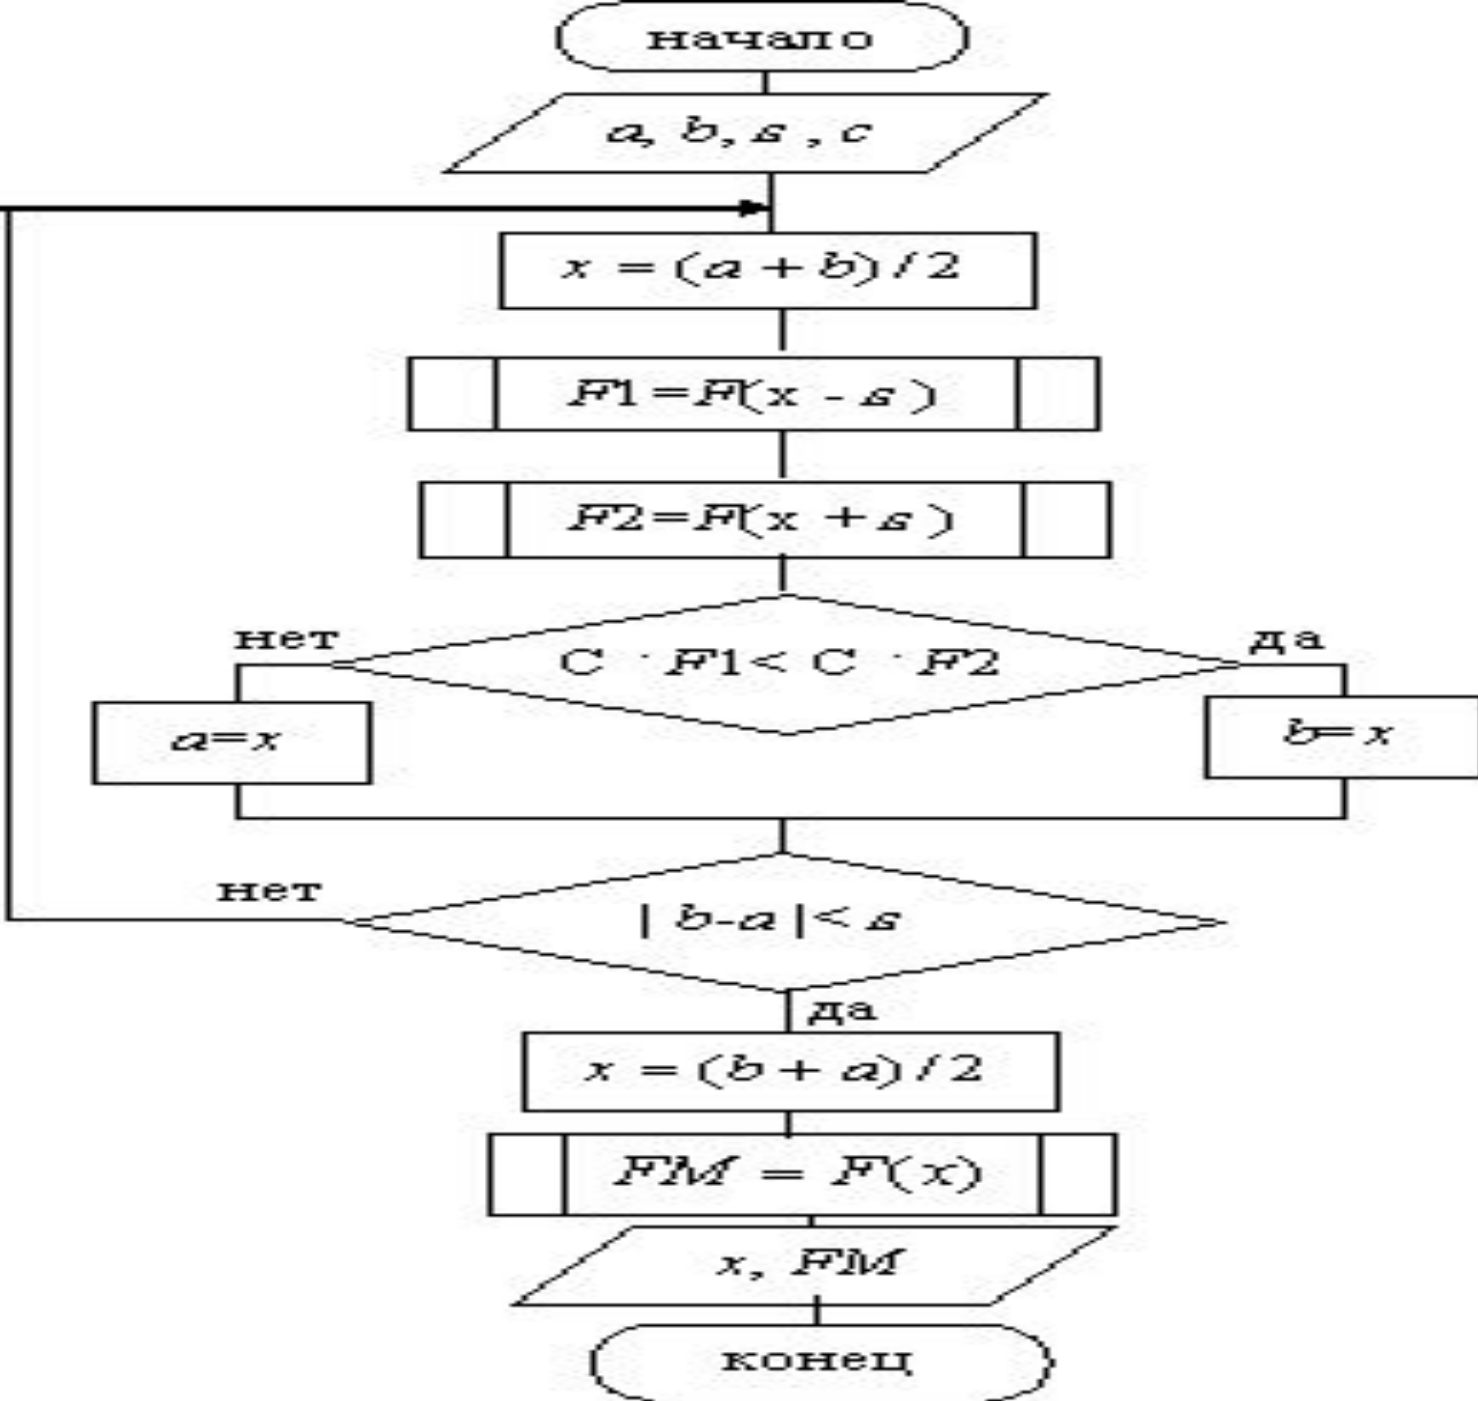 начало
a, b, ε, c
x = (a + b) / 2
F1=F(x - ε)
F2=F(x + ε)
нет
да
C · F1< C · F2
a=x
b=x
нет
| b-a |< ε
да
x = (b + a) / 2
FM = F(x)
x, FM
конец